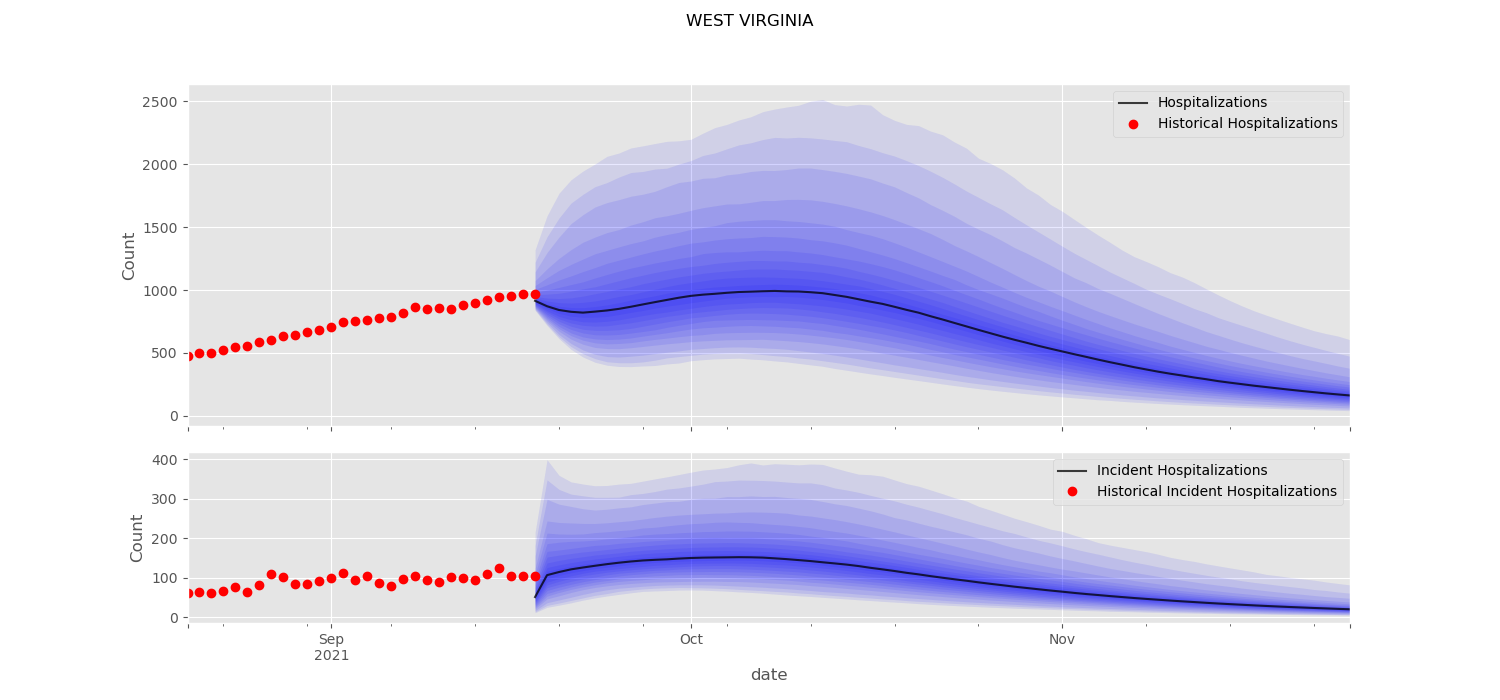 WEST VIRGINIA
2500
2000
1500
1000
500
0
Count
Hospitalizations
Historical Hospitalizations
400
300
200
100
0
Count
Incident Hospitalizations
Historical Incident Hospitalizations
Sep
2021
Oct
Nov
date